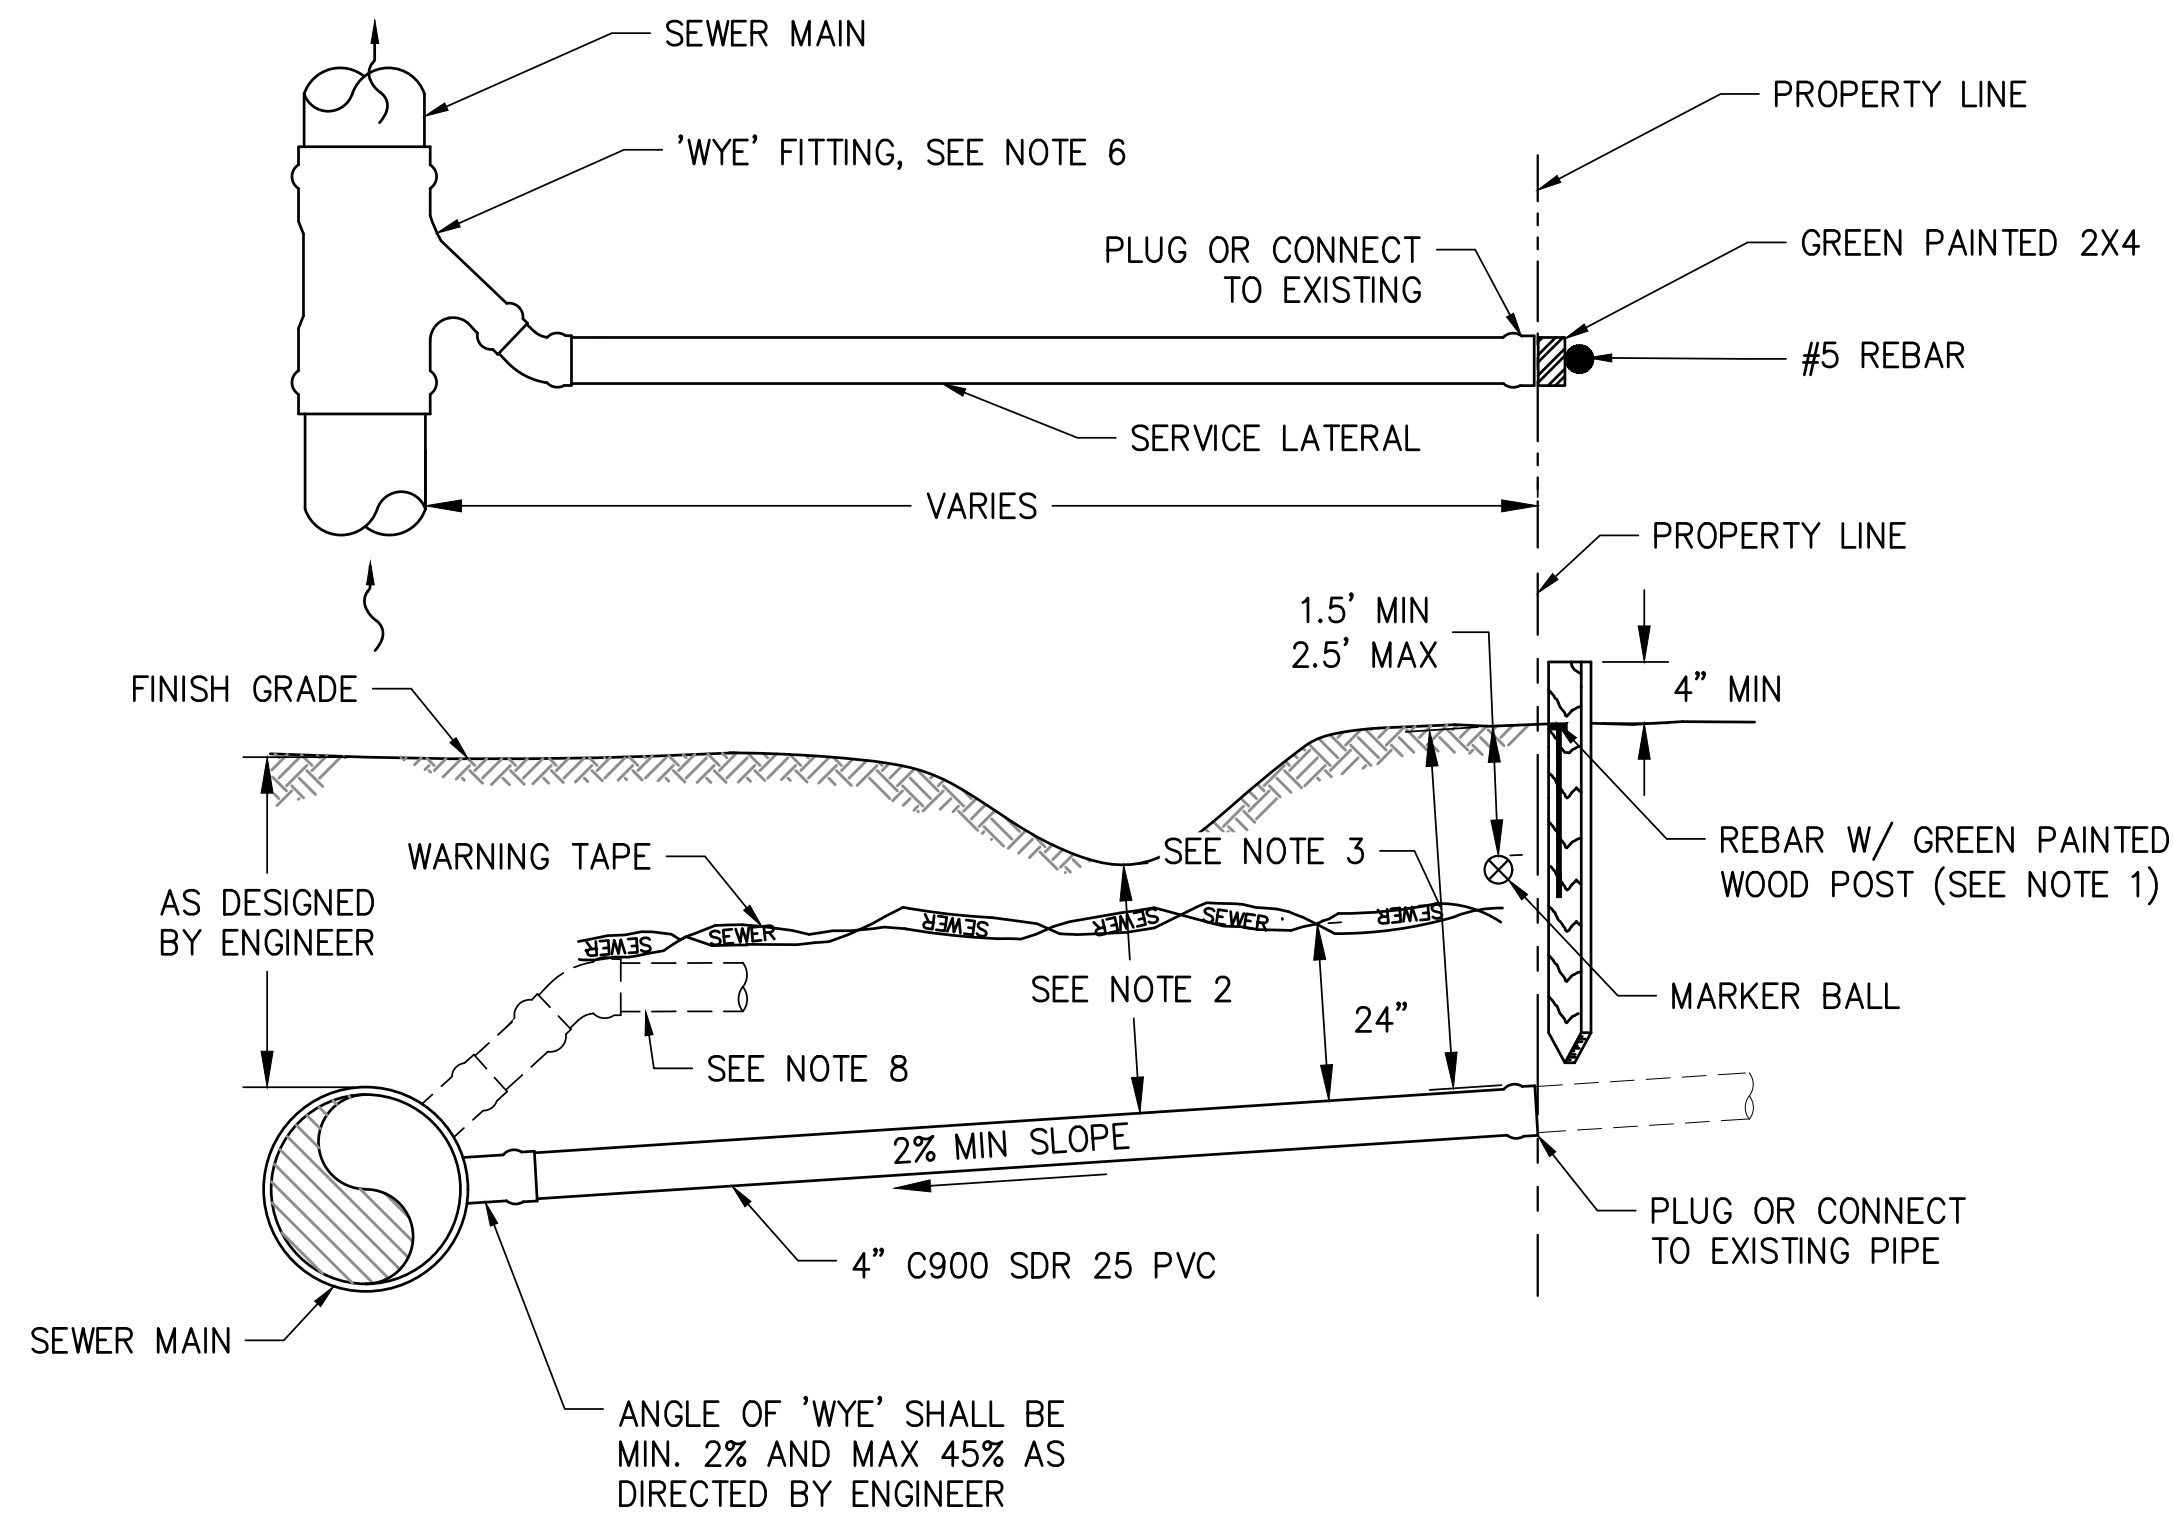 SEWER MAIN
PROPERTY LINE
'WYE' FITTING, SEE NOTE 6
PLUG OR CONNECT
TO EXISTING
GREEN PAINTED 2X4
#5 REBAR
SERVICE LATERAL
VARIES
PROPERTY LINE
1.5' MIN
2.5' MAX
FINISH GRADE
4" MIN
WARNING TAPE
SEE NOTE 3
REBAR W/ GREEN PAINTED
WOOD POST (SEE NOTE 1)
AS DESIGNED
BY ENGINEER
SEWER
SEWER
SEWER
SEWER
SEWER
SEWER
SEE NOTE 2
24"
MARKER BALL
SEE NOTE 8
2% MIN SLOPE
PLUG OR CONNECT
TO EXISTING PIPE
4" C900 SDR 25 PVC
SEWER MAIN
ANGLE OF 'WYE' SHALL BE
MIN. 2% AND MAX 45% AS
DIRECTED BY ENGINEER